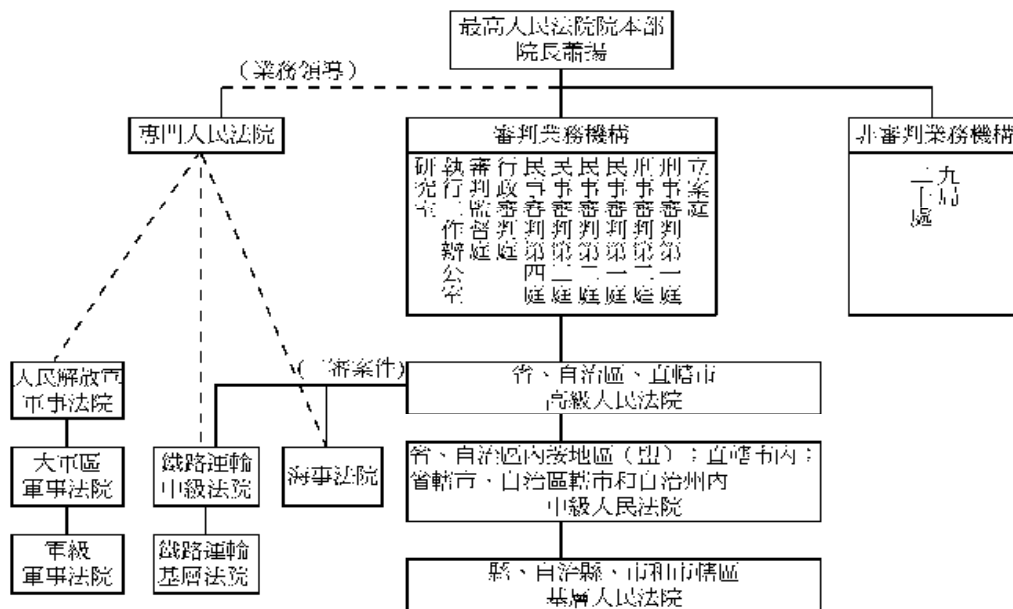 最高人民法院院本部
院長蕭揚
(業務領導)
專門人民法院
審判業務機構
非審判業務機構
立案庭
刑事審判第一庭
刑事審判第二庭
民事審判第一庭
民事審判第二庭
民事審判第三庭
民事審判第四庭
行政審判庭
審判監督庭
執行工作辦公室
研究室
九局
二十處
(二審案件)
人民解放軍
軍事法院
省、自治區、直轄市
高級人民法院
大軍區
軍事法院
鐵路運輸
中級法院
海事法院
省、自治區內按地區(盟);直轄市內;
省轄市、自治區轄市和自治州內
中級人民法院
軍級
軍事法院
鐵路運輸
基層法院
縣、自治縣、市和市轄區
基層人民法院